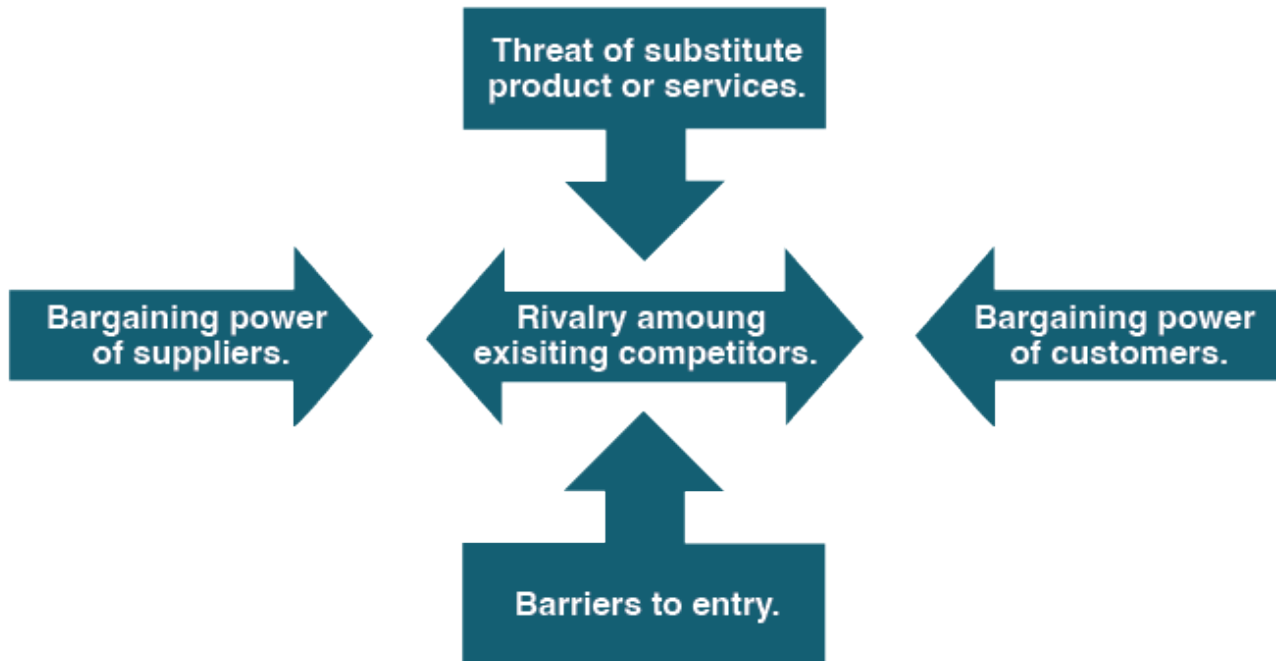 Threat of substitute
product or services.
Bargaining power
of suppliers.
Rivalry amoung
exisiting competitors.
Bargaining power
of customers.
Barriers to entry.